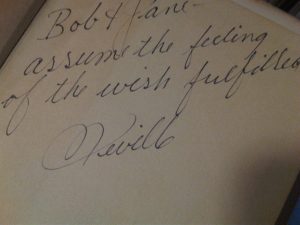 Bob & Jane -
assume the feeling
of the wish fulfilled
Neville